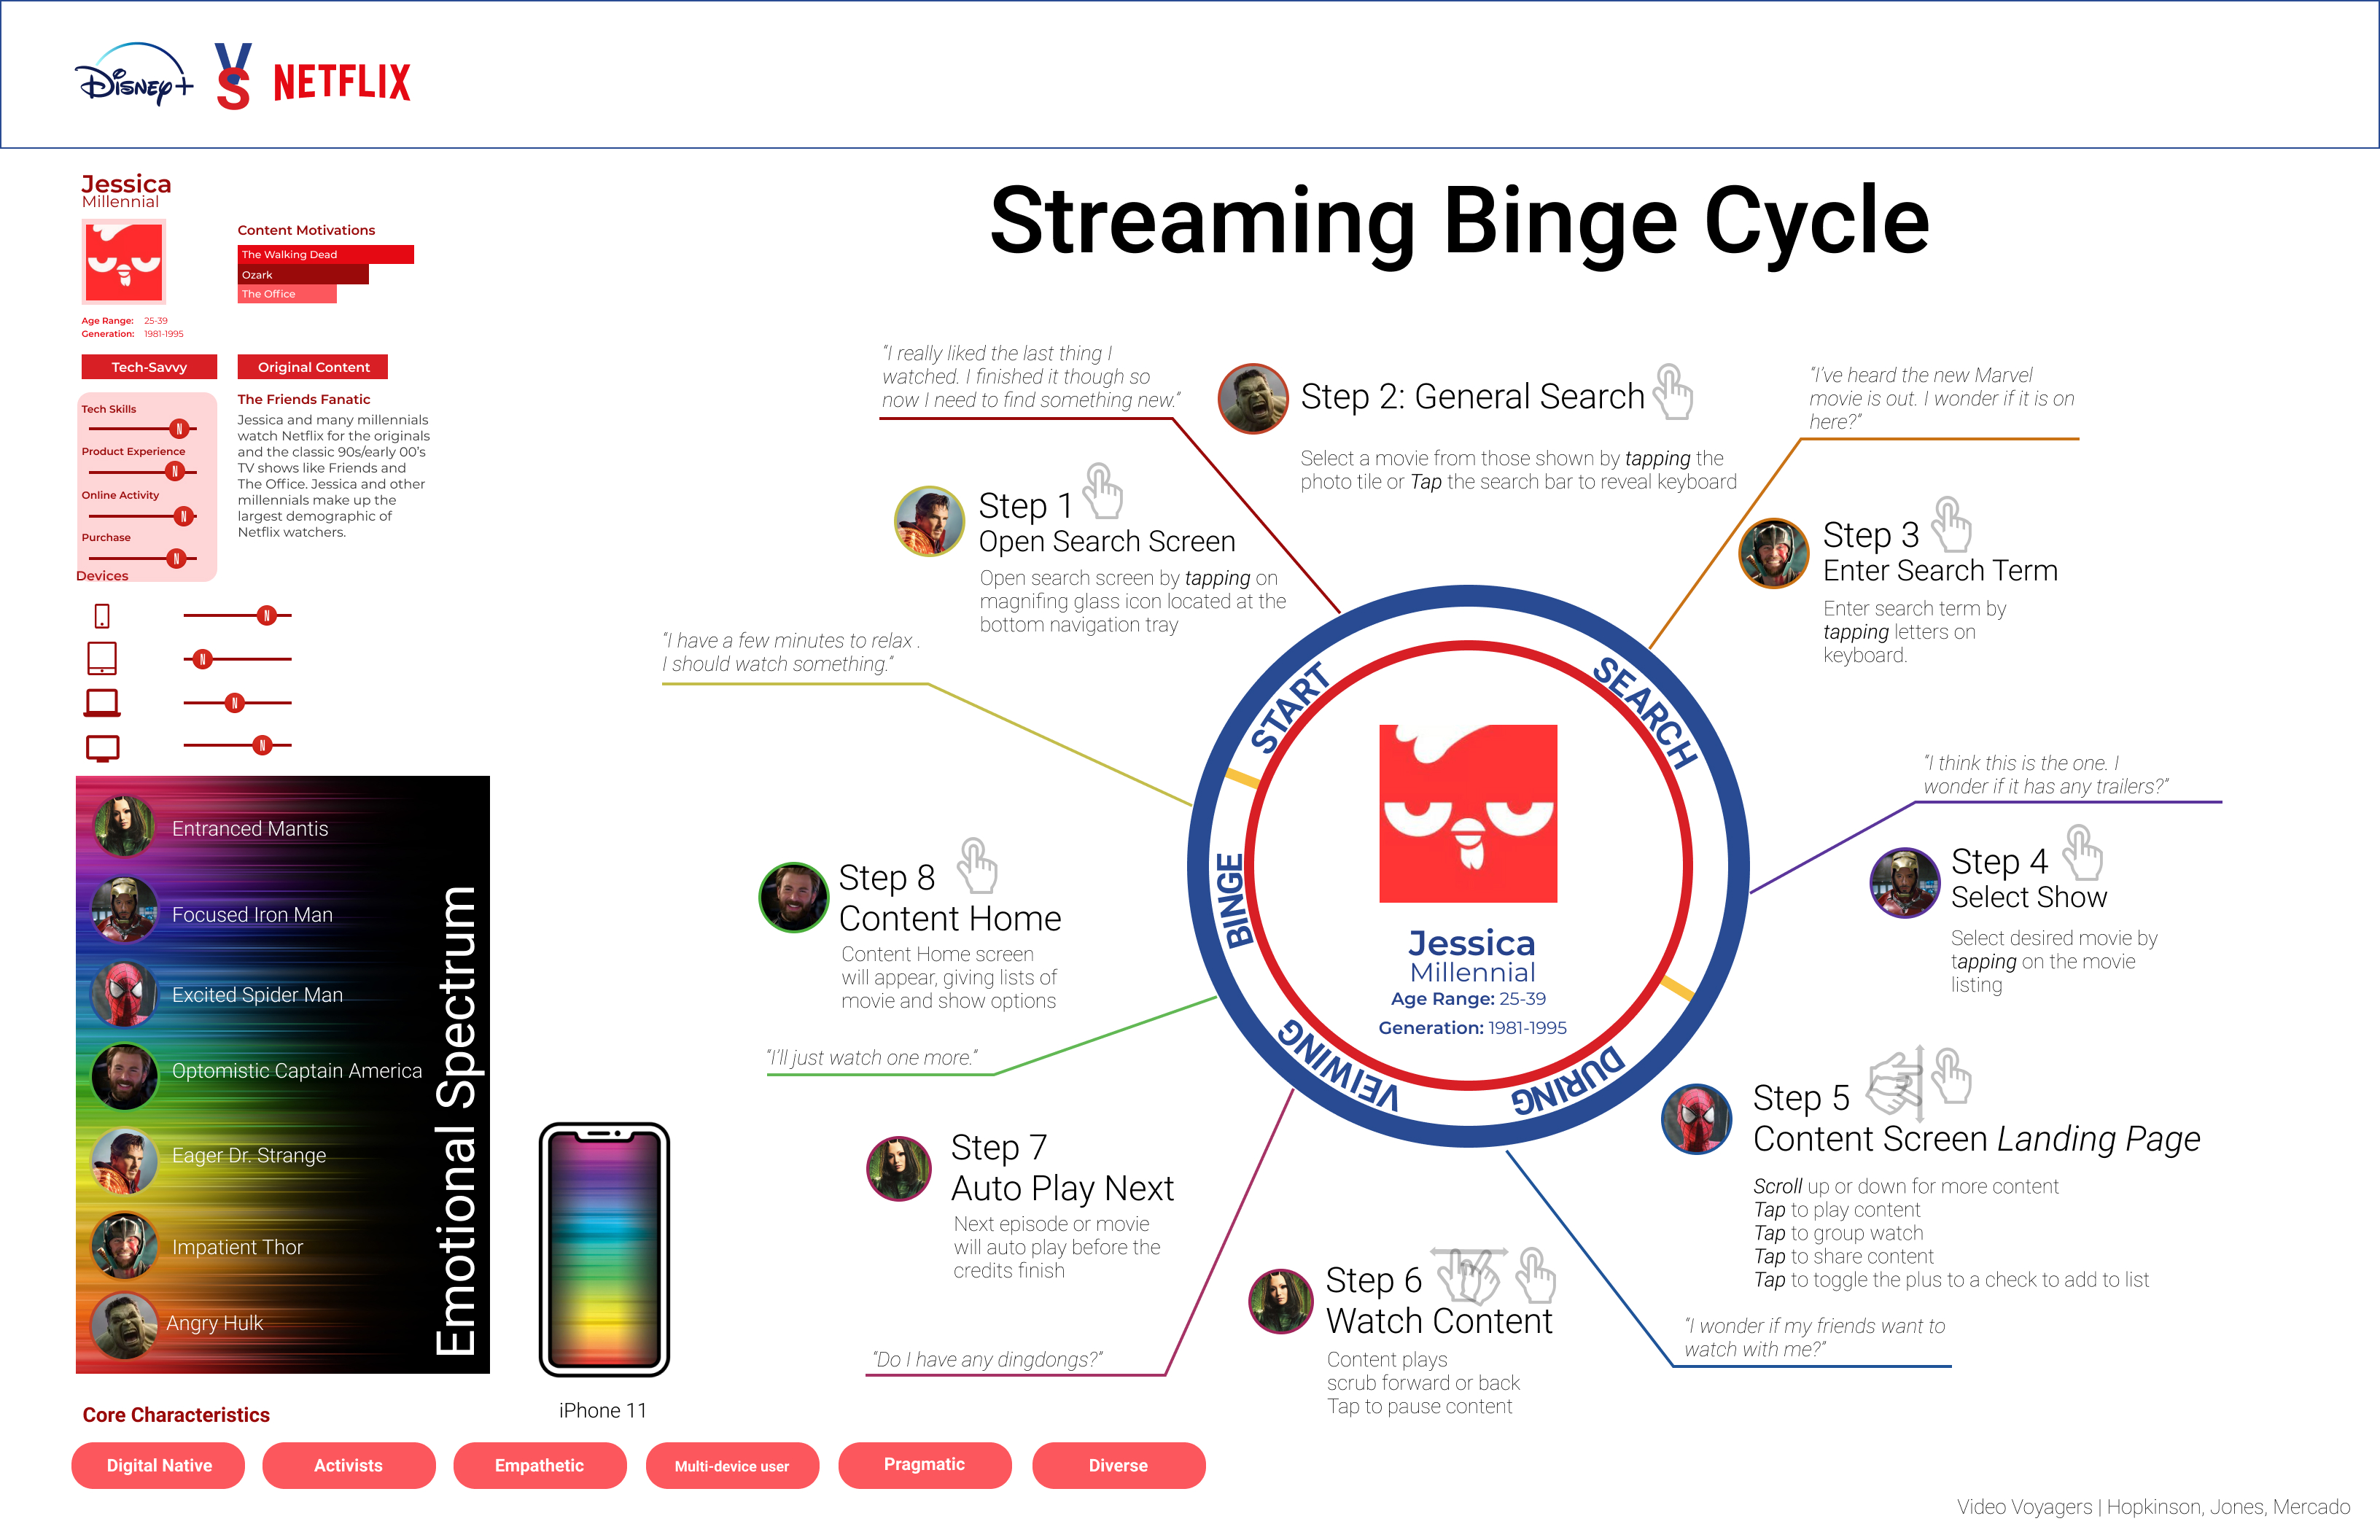 Disney+
VS
NETFLIX
Streaming Binge Cycle
Jessica
Millennial
Age Range: 25-39
Generation: 1981-1995
Content Motivations
The Walking Dead
Ozark
The Office
Tech-Savvy
Tech Skills
N
Product Experience
N
Online Activity
N
Purchase
N
Original Content
The Friends Fanatic
Jessica and many millennials
watch Netflix for the originals
and the classic 90s/early 00's
TV shows like Friends and
The Office. Jessica and other
millennials make up the
largest demographic of
Netflix watchers.
Devices
N
N
N
N
Emotional Spectrum
Entranced Mantis
Focused Iron Man
Excited Spider Man
Optomistic Captain America
Eager Dr. Strange
Impatient Thor
Angry Hulk
iPhone 11
Core Characteristics
Digital Native
Activists
Empathetic
Multi-device user
Pragmatic
Diverse
"I have a few minutes to relax .
I should watch something."
Step 1
Open Search Screen
Open search screen by tapping on
magnifing glass icon located at the
bottom navigation tray
"I really liked the last thing I
watched. I finished it though so
now I need to find something new."
Step 2: General Search
Select a movie from those shown by tapping the
photo tile or Tap the search bar to reveal keyboard
"I've heard the new Marvel
movie is out. I wonder if it is on
here?"
Step 3
Enter Search Term
Enter search term by
tapping letters on
keyboard.
"I think this is the one. I
wonder if it has any trailers?"
Step 4
Select Show
Select desired movie by
tapping on the movie
listing
Step 5
Content Screen Landing Page
Scroll up or down for more content
Tap to play content
Tap to group watch
Tap to share content
Tap to toggle the plus to a check to add to list
"I wonder if my friends want to
watch with me?"
Step 6
Watch Content
Content plays
scrub forward or back
Tap to pause content
Step 7
Auto Play Next
Next episode or movie
will auto play before the
credits finish
"Do I have any dingdongs?"
Step 8
Content Home
Content Home screen
will appear, giving lists of
movie and show options
"I'll just watch one more."
START
SEARCH
DURING
VEIWING
BINGE
Jessica
Millennial
Age Range: 25-39
Generation: 1981-1995
Video Voyagers | Hopkinson, Jones, Mercado